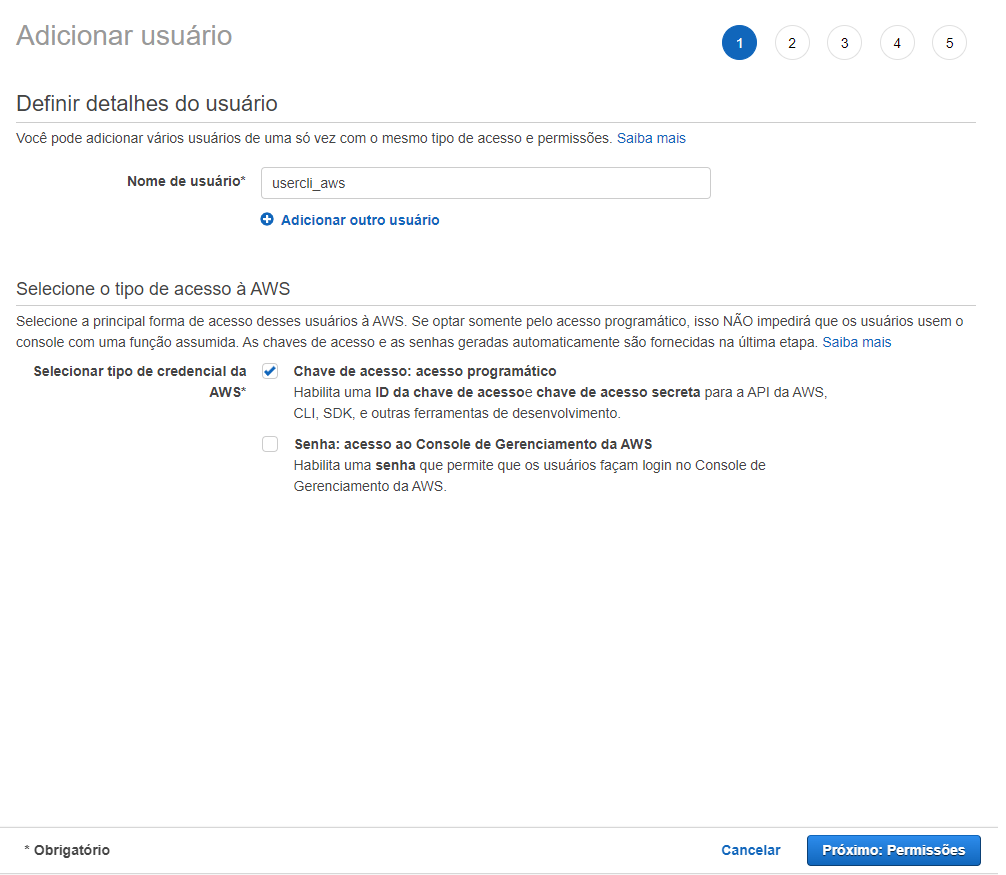 Adicionar usuário
1 2 3 4 5
Definir detalhes do usuário
Você pode adicionar vários usuários de uma só vez com o mesmo tipo de acesso e permissões. Saiba mais
Nome de usuário* usercli_aws
Adicionar outro usuário
Selecione o tipo de acesso à AWS
Selecione a principal forma de acesso desses usuários à AWS. Se optar somente pelo acesso programático, isso NÃO impedirá que os usuários usem o
console com uma função assumida. As chaves de acesso e as senhas geradas automaticamente são fornecidas na última etapa. Saiba mais
Selecionar tipo de credencial da
AWS*
Chave de acesso: acesso programático
Habilita uma ID da chave de acessoe chave de acesso secreta para a API da AWS,
CLI, SDK, e outras ferramentas de desenvolvimento.
Senha: acesso ao Console de Gerenciamento da AWS
Habilita uma senha que permite que os usuários façam login no Console de
Gerenciamento da AWS.
* Obrigatório
Cancelar
Próximo: Permissões